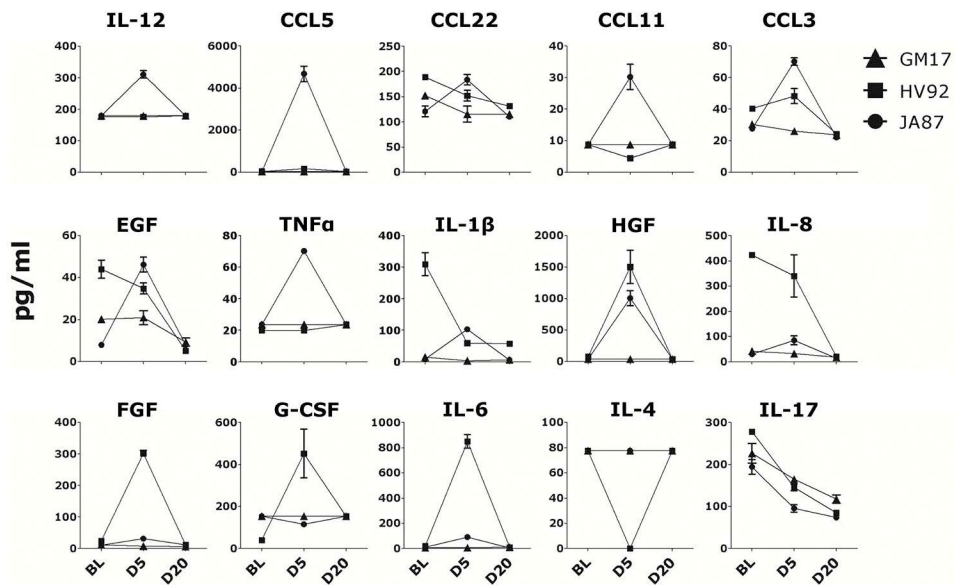 IL-12 CCL5 CCL22 CCL11 CCL3
400 6000 250 40 80
300 200 30 60
4000 150
200 20 40
100 2000 100 10 20
50
0 0 0 0 0
GM17
HV92
JA87
pg/ml
EGF TNFα IL-1β HGF IL-8
60 80 400 2000 500
60 300 1500 400
40 300
40 200 1000
20 200
20 100 500 100
0 0 0 0 0
FGF G-CSF IL-6 IL-4 IL-17
400 600 1000 100 300
300 800 80
400 600 60 200
200
200 400 40 100
100 200 20
0 0 0 0 0
BL D5 D20 BL D5 D20 BL D5 D20 BL D5 D20 BL D5 D20